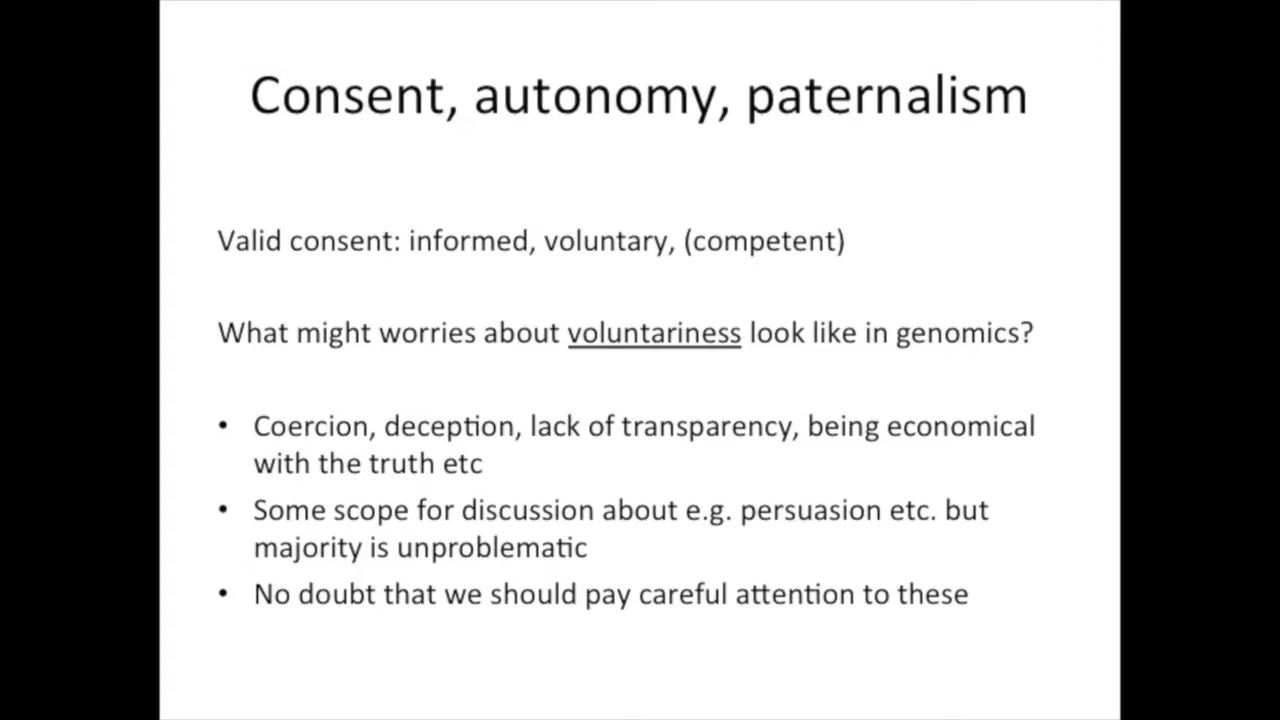 Consent, autonomy, paternalism
Valid consent: informed, voluntary, (competent)
What might worries about voluntariness look like in genomics?
• Coercion, deception, lack of transparency, being economical
with the truth etc
• Some scope for discussion about e.g. persuasion etc. but
majority is unproblematic
• No doubt that we should pay careful attention to these